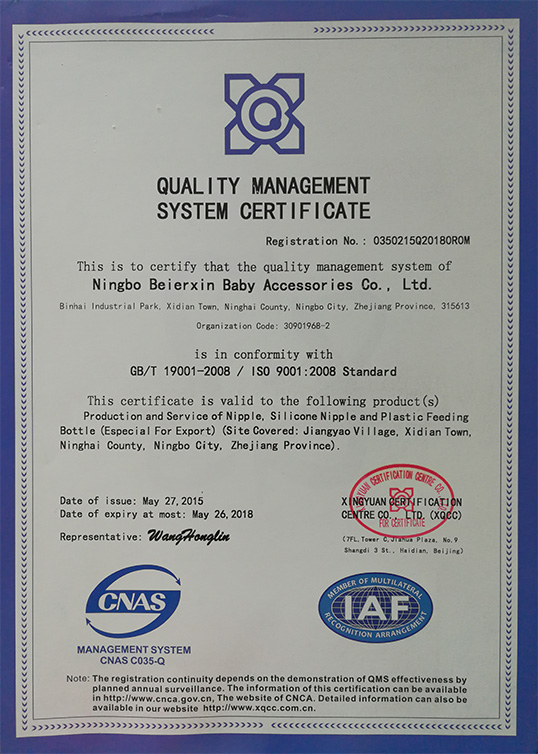 QUALITY MANAGEMENT
SYSTEM CERTIFICATE
Registration No.: 0350215Q20180R0M
This is to certify that the quality management system of
Ningbo Beierxin Baby Accessories Co., Ltd.
Binhai Industrial Park, Xidian Town, Ninghai County, Ningbo City, Zhejiang Province, 315613
Organization Code: 30901968-2
is in conformity with
GB/T 19001-2008 / ISO 9001:2008 Standard
This certificate is valid to the following product(s)
Production and Service of Nipple, Silicone Nipple and Plastic Feeding
Bottle (Especial For Export) (Site Covered: Jiangyao Village, Xidian Town,
Ninghai County, Ningbo City, Zhejiang Province).
Date of issue: May 27, 2015
Date of expiry at most: May 26, 2018
Representative: WangHonglin
XINGYUAN CERTIFICATION CENTRE CO.,
XINGYUAN CERTIFICATION
CENTRE CO., LTD. (XQCC)
FOR CERTIFICATE
(7FL, Tower C, Jiahua Plaza, No.9
Shangdi 3 St., Haidian, Beijing)
CNAS
MANAGEMENT SYSTEM
CNAS C035-Q
MEMBER OF MULTILATERAL
IAF
RECOGNITION ARRANGEMENT
Note: The registration continuity depends on the demonstration of QMS effectiveness by
planned annual surveillance. The information of this certification can be available
in http://www.cnca.gov.cn, The website of CNCA. Detailed information can also be
available in our website http://www.xqcc.com.cn.